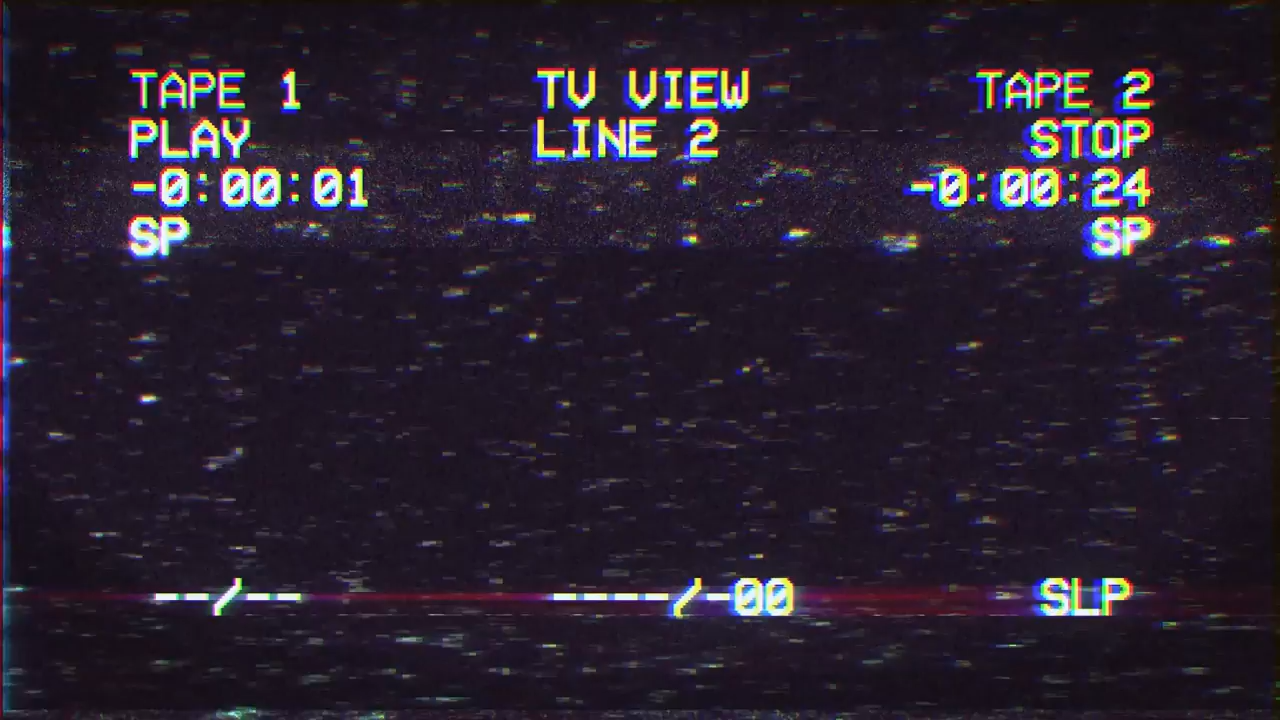 TAPE 1
PLAY
-0:00:01
SP
TV VIEW
LINE 2
TAPE 2
STOP
-0:00:24
SP
--/-- ----/-00 SLP